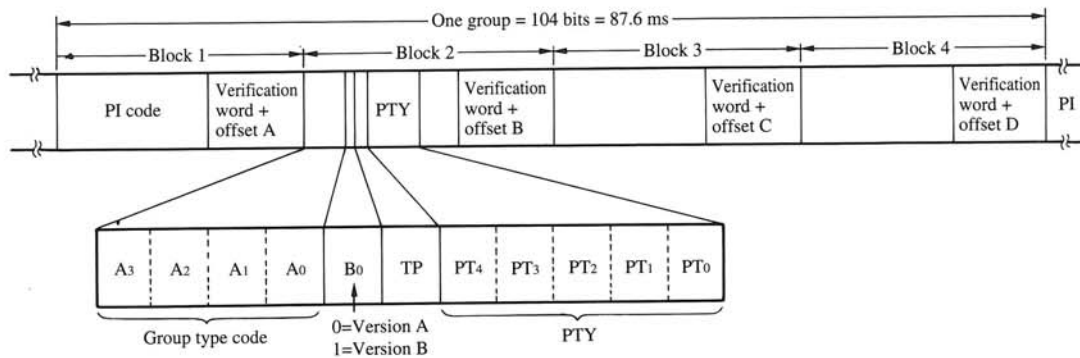 One group = 104 bits = 87.6 ms
Block 1
Block 2
Block 3
Block 4
PI code
Verification
word +
offset A
PTY
Verification
word +
offset B
Verification
word +
offset C
Verification
word +
offset D
PI
A3
A2
A1
A0
B0
TP
PT4
PT3
PT2
PT1
PT0
Group type code
0=Version A
1=Version B
PTY